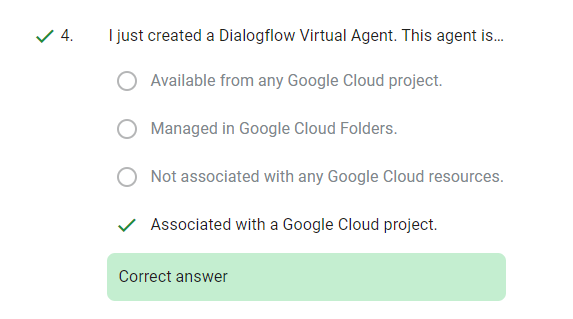 4. I just created a Dialogflow Virtual Agent. This agent is...
Available from any Google Cloud project.
Managed in Google Cloud Folders.
Not associated with any Google Cloud resources.
Associated with a Google Cloud project.
Correct answer